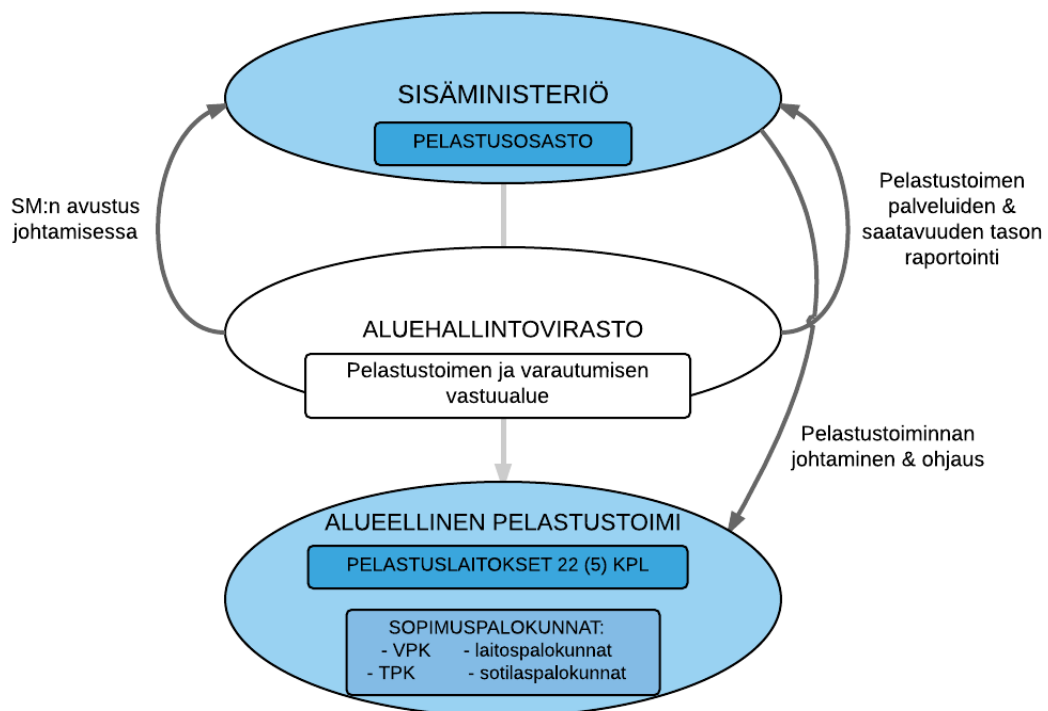 SISÄMINISTERIÖ
PELASTUSOSASTO
SM:n avustus
johtamisessa
Pelastustoimen
palveluiden &
saatavuuden tason
raportointi
ALUEHALLINTOVIRASTO
Pelastustoimen ja varautumisen
vastuualue
Pelastustoiminnan
johtaminen & ohjaus
ALUEELLINEN PELASTUSTOIMI
PELASTUSLAITOKSET 22 (5) KPL
SOPIMUSPALOKUNNAT:
- VPK - laitospalokunnat
- TPK - sotilaspalokunnat